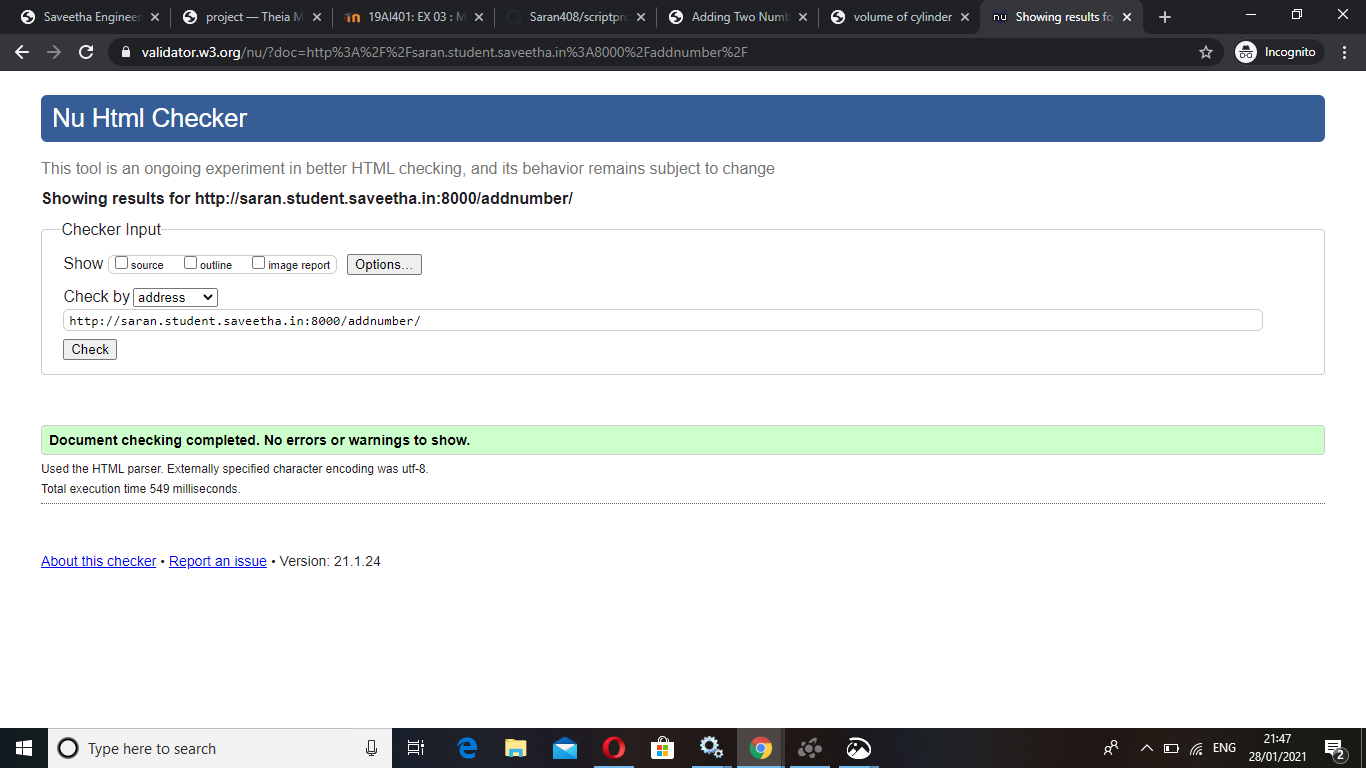 Saveetha Engineer
project — Theia M
19AI401: EX 03 : M
Saran408/scriptpro
Adding Two Numb
volume of cylinder
nu Showing results fo
validator.w3.org/nu/?doc=http%3A%2F%2Fsaran.student.saveetha.in%3A8000%2Faddnumber%2F
Incognito
Nu Html Checker
This tool is an ongoing experiment in better HTML checking, and its behavior remains subject to change
Showing results for http://saran.student.saveetha.in:8000/addnumber/
Checker Input
Show source outline image report Options...
Check by address
http://saran.student.saveetha.in:8000/addnumber/
Check
Document checking completed. No errors or warnings to show.
Used the HTML parser. Externally specified character encoding was utf-8.
Total execution time 549 milliseconds.
About this checker • Report an issue • Version: 21.1.24
Type here to search
ENG
21:47
28/01/2021
2